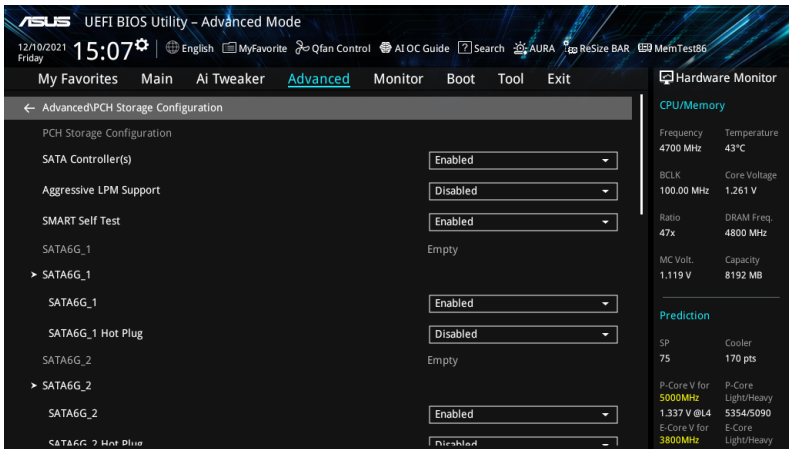 ASUS UEFI BIOS Utility – Advanced Mode
12/10/2021 Friday 15:07 English MyFavorite Qfan Control AI OC Guide ? Search AURA ReSize BAR MemTest86
My Favorites Main Ai Tweaker Advanced Monitor Boot Tool Exit
← Advanced\PCH Storage Configuration
PCH Storage Configuration
SATA Controller(s) Enabled
Aggressive LPM Support Disabled
SMART Self Test Enabled
SATA6G_1 Empty
SATA6G_1
SATA6G_1 Enabled
SATA6G_1 Hot Plug Disabled
SATA6G_2 Empty
SATA6G_2
SATA6G_2 Enabled
SATA6G_2 Hot Plug Disabled
Hardware Monitor
CPU/Memory
Frequency Temperature
4700 MHz 43°C
BCLK Core Voltage
100.00 MHz 1.261 V
Ratio DRAM Freq.
47x 4800 MHz
MC Volt. Capacity
1.119 V 8192 MB
Prediction
SP Cooler
75 170 pts
P-Core V for P-Core
5000MHz Light/Heavy
1.337 V @L4 5354/5090
E-Core V for E-Core
3800MHz Light/Heavy